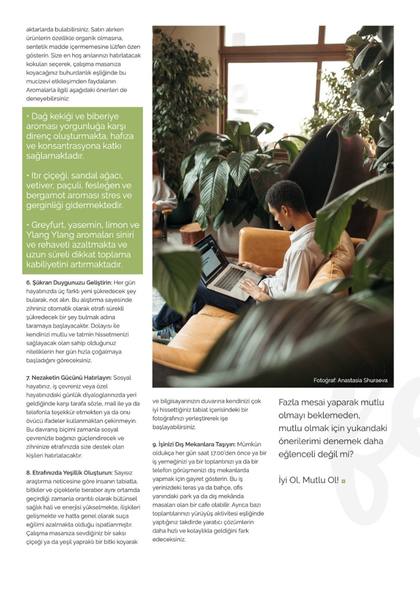 aktarlarda bulabilirsiniz. Satın alırken
ürünlerin özellikle organik olmasına,
sentetik madde içermemesine lütfen özen
gösterin. Size en hoş anılarınızı hatırlatacak
kokuları seçerek, çalışma masanıza
koyacağınız buhurdanlık eşliğinde bu
mucizevi etkileşimden faydalanın.
Aromalarla ilgili aşağıdaki önerileri de
deneyebilirsiniz:
• Dağ kekiği ve biberiye
aroması yorgunluğa karşı
direnç oluşturmakta, hafıza
ve konsantrasyona katkı
sağlamaktadır.
• Itır çiçeği, sandal ağacı,
vetiver, paçuli, fesleğen ve
bergamot aroması stres ve
gerginliği gidermektedir.
• Greyfurt, yasemin, limon ve
Ylang Ylang aromaları siniri
ve rehaveti azaltmakta ve
uzun süreli dikkat toplama
kabiliyetini artırmaktadır.
6. Şükran Duygunuzu Geliştirin: Her gün
hayatınızda üç farklı yeni şükredecek şey
bularak, not alın. Bu alıştırma sayesinde
zihniniz otomatik olarak etrafı sürekli
şükredecek bir şey bulmak adına
taramaya başlayacaktır. Dolayısı ile
kendinizi mutlu ve tatmin hissetmenizi
sağlayacak olan sahip olduğunuz
niteliklerin her gün hızla çoğalmaya
başladığını göreceksiniz.
7. Nezaketin Gücünü Hatırlayın: Sosyal
hayatınız, iş çevreniz veya özel
hayatınızdaki günlük diyaloglarınızda yeri
geldiğinde karşı tarafa sözle, mail ile ya da
telefonla teşekkür etmekten ya da onu
övücü ifadeler kullanmaktan çekinmeyin.
Bu davranış biçimi zamanla sosyal
çevrenizle bağınızı güçlendirecek ve
zihninize etrafınızda size destek olan
kişileri hatırlatacaktır.
8. Etrafınızda Yeşillik Oluşturun: Sayısız
araştırma neticesine göre insanın tabiatla,
bitkiler ve çiçeklerle beraber aynı ortamda
geçirdiği zamanla orantılı olarak bütünsel
sağlık hali ve enerjisi yükselmekte, ilişkileri
gelişmekte ve hatta genel olarak suça
eğilimi azalmakta olduğu ispatlanmıştır.
Çalışma masanıza sevdiğiniz bir saksı
çiçeği ya da yeşil yapraklı bir bitki koyarak
Fotoğraf: Anastasia Shuraeva
ve bilgisayarınızın duvarına kendinizi çok
iyi hissettiğiniz tabiat içerisindeki bir
fotoğrafınızı yerleştirerek işe
başlayabilirsiniz.
9. İşinizi Dış Mekanlara Taşıyın: Mümkün
oldukça her gün saat 17.00'den önce ya bir
iş yemeğinizi ya bir toplantınızı ya da bir
telefon görüşmenizi dış mekanlarda
yapmak için gayret gösterin. Bu iş
yerinizdeki teras ya da bahçe, ofis
yanındaki park ya da dış mekânda
masaları olan bir cafe olabilir. Ayrıca bazı
toplantılarınızı yürüyüş aktivitesi eşliğinde
yaptığınız takdirde yaratıcı çözümlerin
daha hızlı ve kolaylıkla geldiğini fark
edeceksiniz.
Fazla mesai yaparak mutlu
olmayı beklemeden,
mutlu olmak için yukarıdaki
önerilerimi denemek daha
eğlenceli değil mi?
İyi Ol, Mutlu Ol!